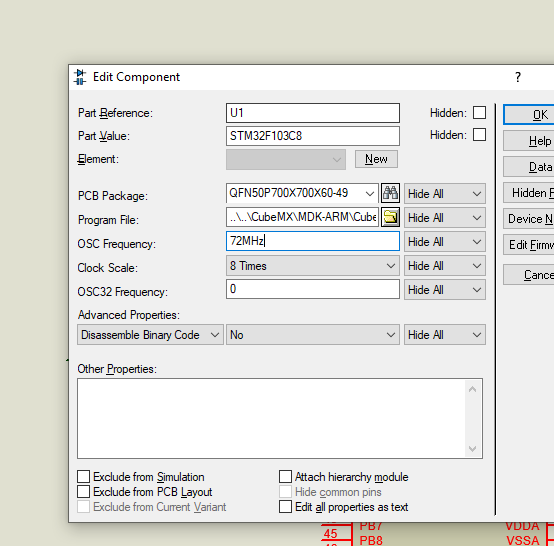 Edit Component ?
Part Reference: U1 Hidden: OK
Part Value: STM32F103C8 Hidden: Help
Element: New Data
PCB Package: QFN50P700X700X60-49 Hide All Hidden
Program File: ..\..\CubeMX\MDK-ARM\Cube Hide All Device N
OSC Frequency: 72MHz Hide All Edit Firmw
Clock Scale: 8 Times Hide All
OSC32 Frequency: 0 Hide All Cance
Advanced Properties:
Disassemble Binary Code No Hide All
Other Properties:
Exclude from Simulation Attach hierarchy module
Exclude from PCB Layout Hide common pins
Exclude from Current Variant Edit all properties as text
PB7 VDDA
45 PB8 VSSA